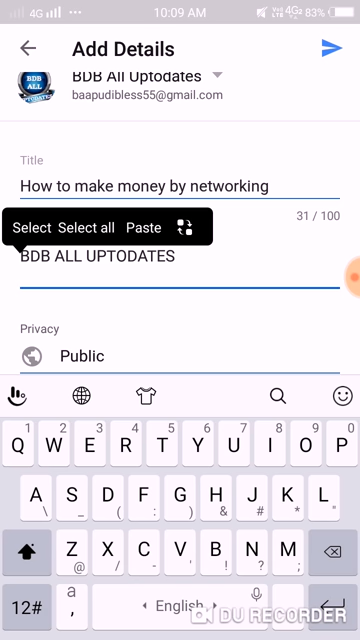 4G 10:09 AM VoLTE 4G 83%
Add Details
BDB ALL UPTODATES
BDB All Uptodates
baapudibless55@gmail.com
Title
How to make money by networking
31 / 100
Select Select all Paste
BDB ALL UPTODATES
Privacy
Public
1 2 3 4 5 6 7 8 9 0
Q W E R T Y U I O P
A S D F G H J K L
\ _ ( : ) & # * "
Z X C V B N M
@ / - ' ! ? ;
12# a , English
DU RECORDER